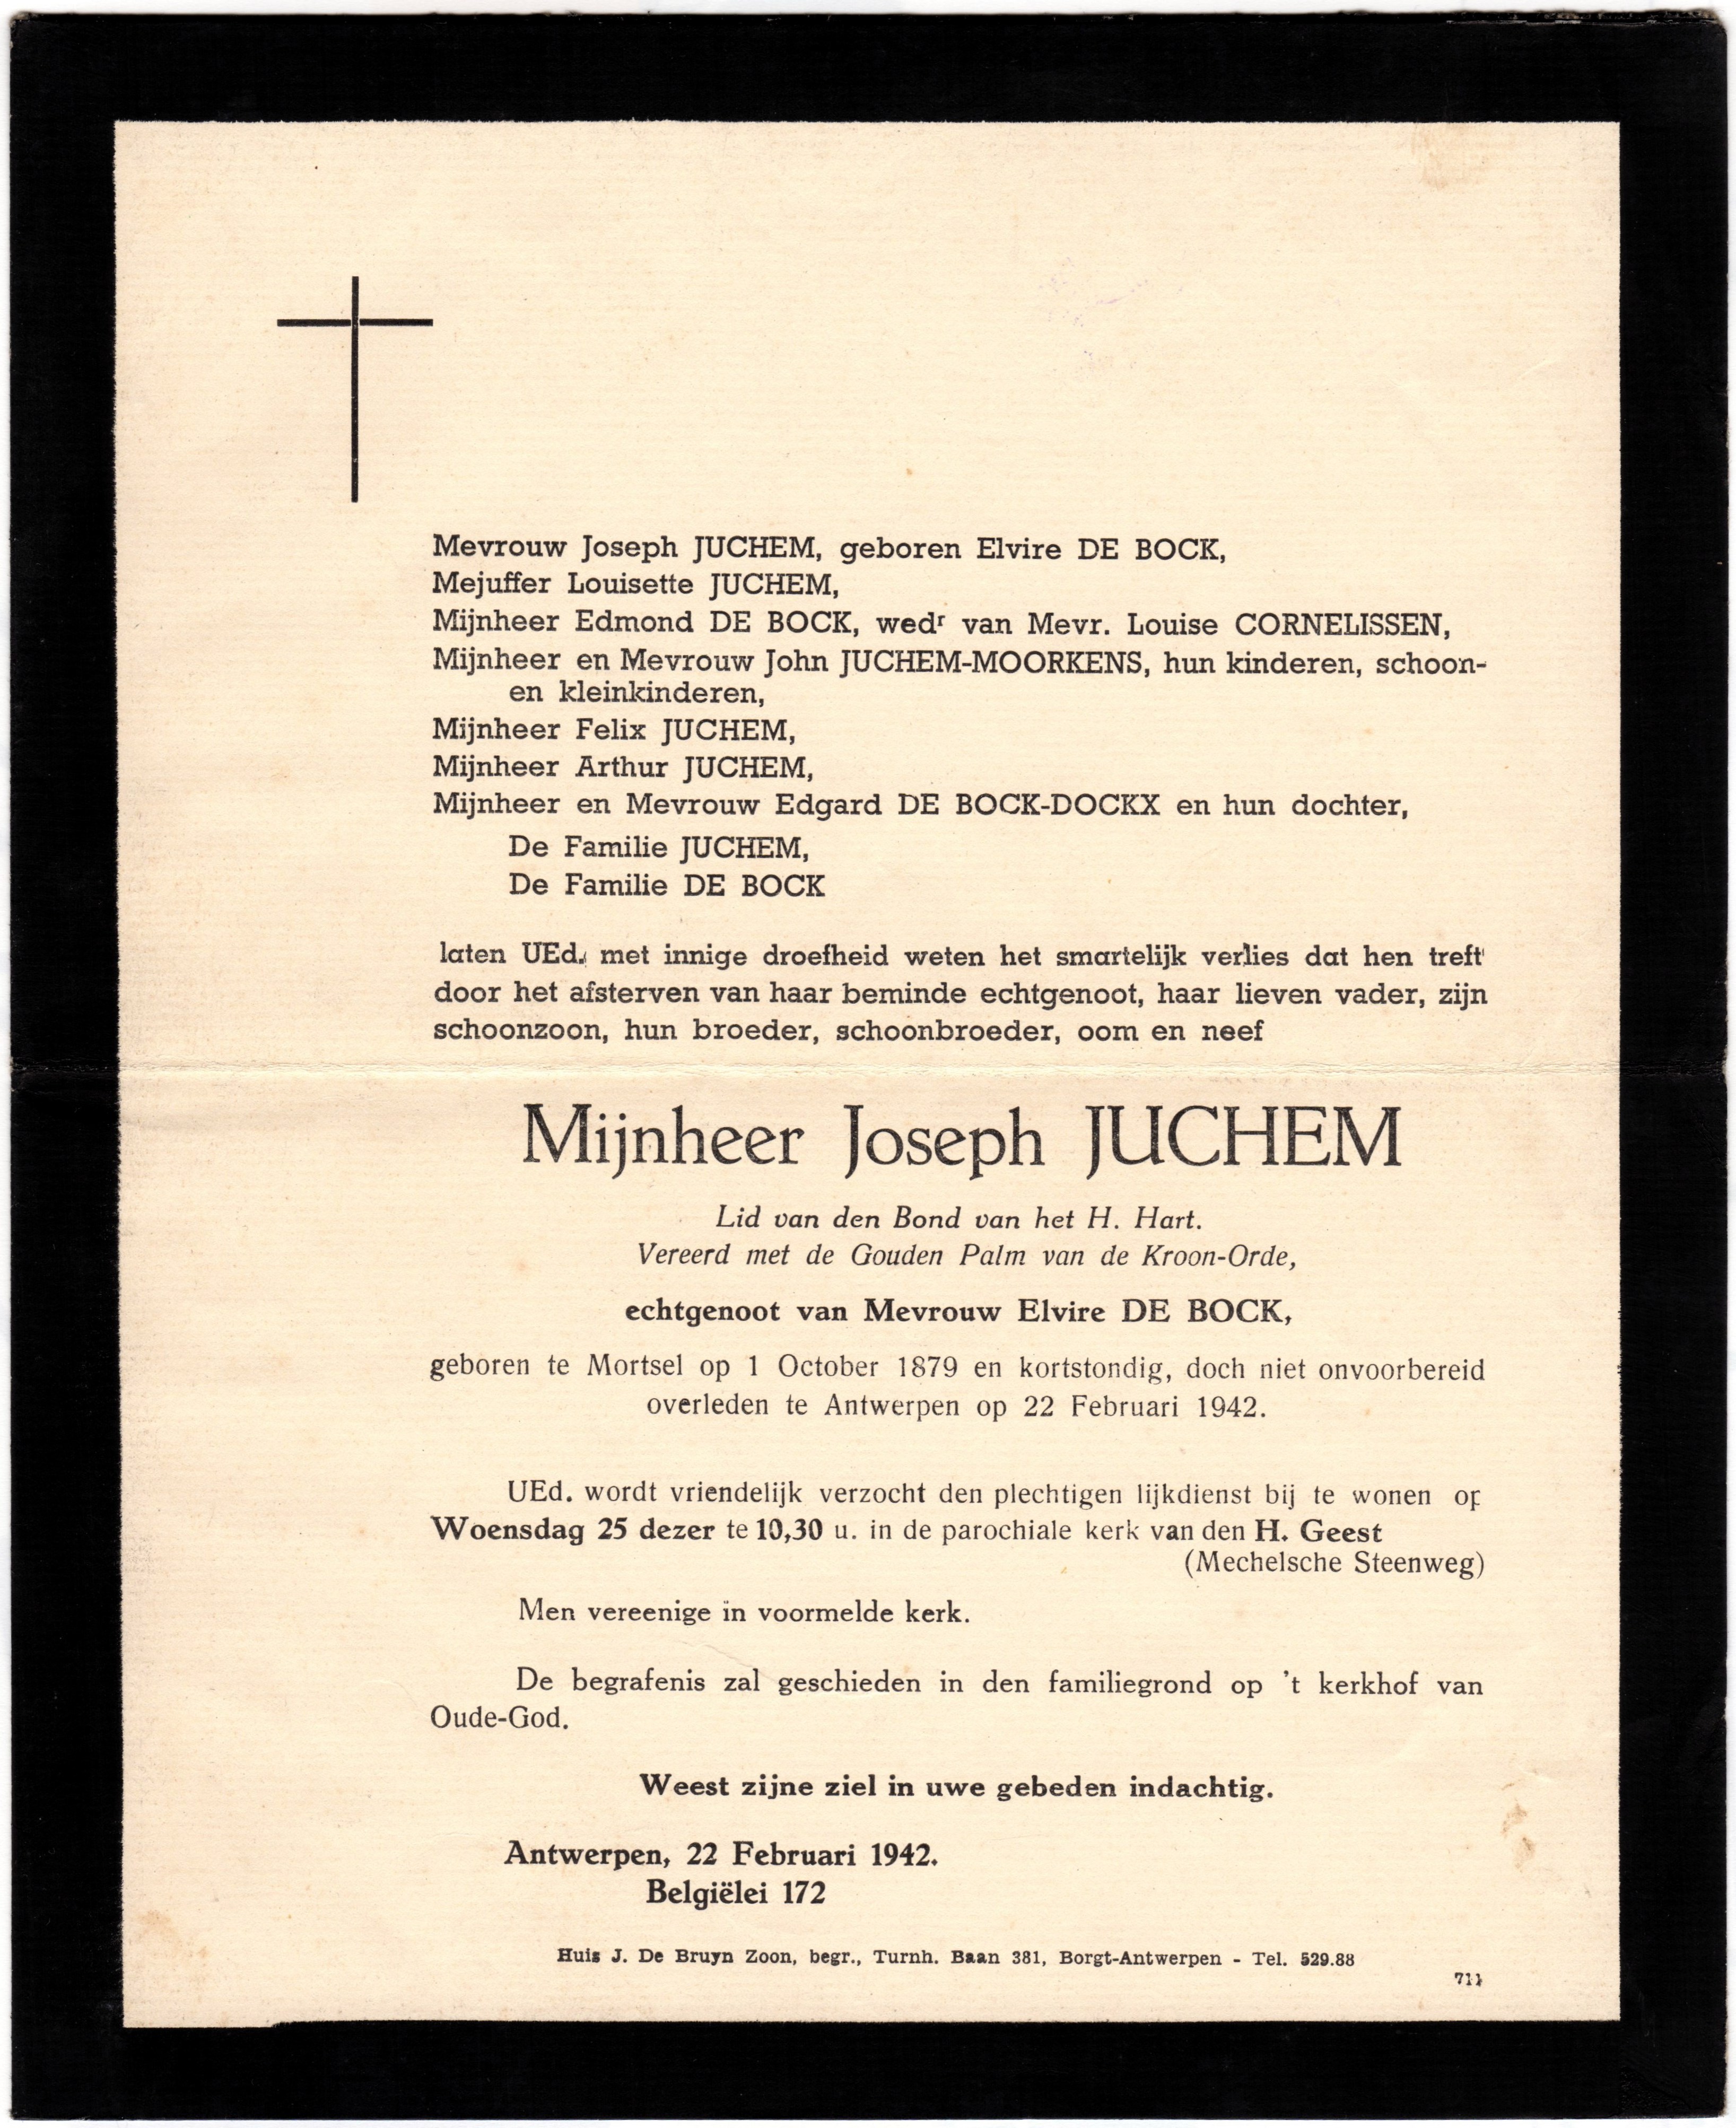 Mevrouw Joseph JUCHEM, geboren Elvire DE BOCK,
Mejuffer Louisette JUCHEM,
Mijnheer Edmond DE BOCK, wedʳ van Mevr. Louise CORNELISSEN,
Mijnheer en Mevrouw John JUCHEM-MOORKENS, hun kinderen, schoon-
en kleinkinderen,
Mijnheer Felix JUCHEM,
Mijnheer Arthur JUCHEM,
Mijnheer en Mevrouw Edgard DE BOCK-DOCKX en hun dochter,
De Familie JUCHEM,
De Familie DE BOCK
laten UEd. met innige droefheid weten het smartelijk verlies dat hen treft
door het afsterven van haar beminde echtgenoot, haar lieven vader, zijn
schoonzoon, hun broeder, schoonbroeder, oom en neef
Mijnheer Joseph JUCHEM
Lid van den Bond van het H. Hart.
Vereerd met de Gouden Palm van de Kroon-Orde,
echtgenoot van Mevrouw Elvire DE BOCK,
geboren te Mortsel op 1 October 1879 en kortstondig, doch niet onvoorbereid
overleden te Antwerpen op 22 Februari 1942.
UEd. wordt vriendelijk verzocht den plechtigen lijkdienst bij te wonen op
Woensdag 25 dezer te 10,30 u. in de parochiale kerk van den H. Geest
(Mechelsche Steenweg)
Men vereenige in voormelde kerk.
De begrafenis zal geschieden in den familiegrond op 't kerkhof van
Oude-God.
Weest zijne ziel in uwe gebeden indachtig.
Antwerpen, 22 Februari 1942.
Belgiëlei 172
Huis J. De Bruyn Zoon, begr., Turnh. Baan 381, Borgt-Antwerpen - Tel. 529.88
711